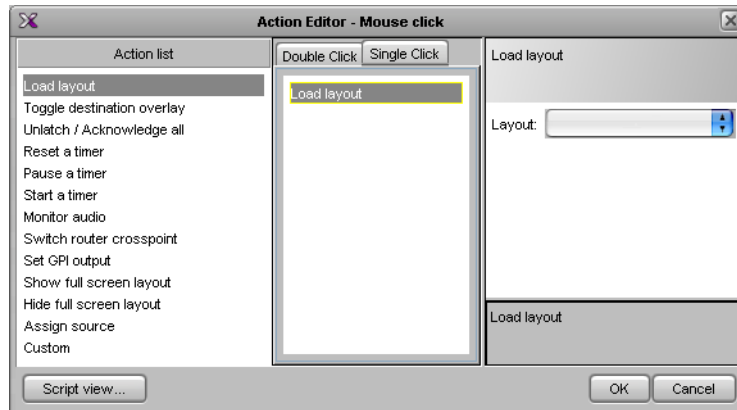 Action Editor - Mouse click
Action list
Load layout
Toggle destination overlay
Unlatch / Acknowledge all
Reset a timer
Pause a timer
Start a timer
Monitor audio
Switch router crosspoint
Set GPI output
Show full screen layout
Hide full screen layout
Assign source
Custom
Double Click Single Click
Load layout
Load layout
Layout:
Load layout
Script view... OK Cancel